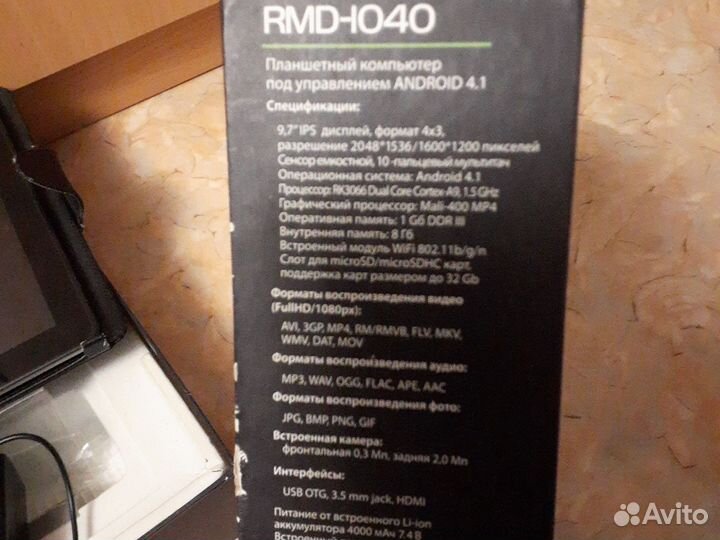 RMD-1040
Планшетный компьютер
под управлением ANDROID 4.1
Спецификации:
9,7" IPS дисплей, формат 4х3,
разрешение 2048*1536/1600*1200 пикселей
Сенсор емкостной, 10-пальцевый мультитач
Операционная система: Android 4.1
Процессор: RK3066 Dual Core Cortex-A9, 1.5 GHz
Графический процессор: Mali-400 MP4
Оперативная память: 1 Gб DDR III
Внутренняя память: 8 Гб
Встроенный модуль WiFi 802.11b/g/n
Слот для microSD/microSDHC карт,
поддержка карт размером до 32 Gb
Форматы воспроизведения видео
(FullHD/1080px):
AVI, 3GP, MP4, RM/RMVB, FLV, MKV,
WMV, DAT, MOV
Форматы воспроизведения аудио:
MP3, WAV, OGG, FLAC, APE, AAC
Форматы воспроизведения фото:
JPG, BMP, PNG, GIF
Встроенная камера:
фронтальная 0,3 Мп, задняя 2,0 Мп
Интерфейсы:
USB OTG, 3.5 mm jack, HDMI
Питание от встроенного Li-ion
аккумулятора 4000 мАч 7.4 В
Встроенный
Avito